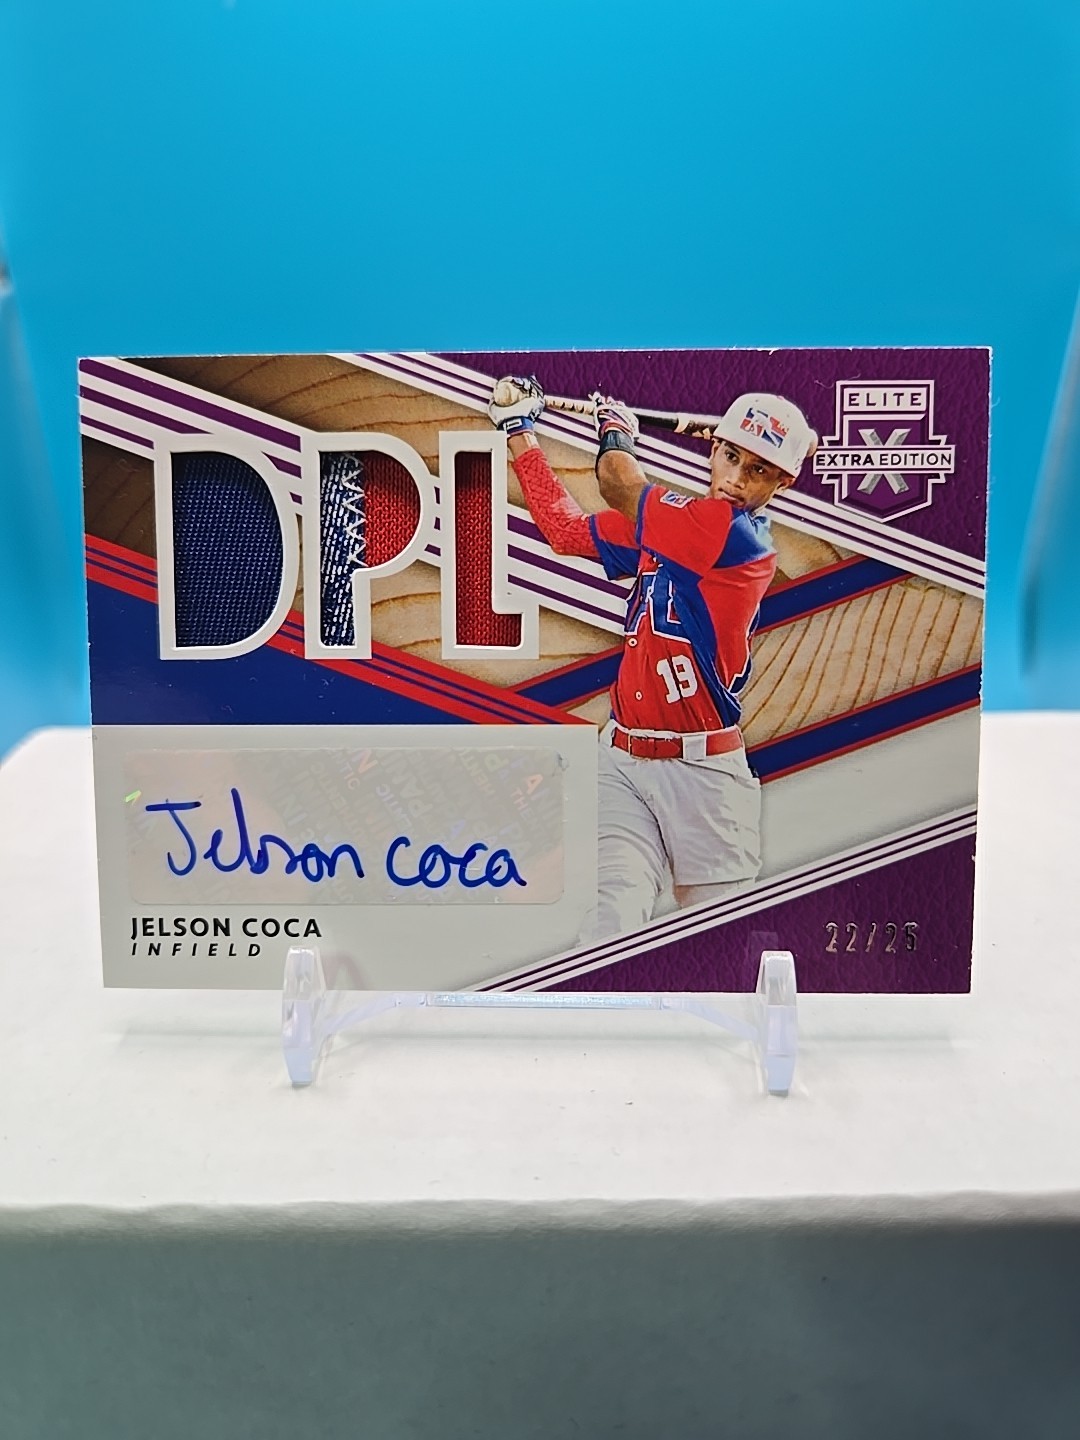 ELITE
X
EXTRA EDITION
DPL
19
Jelson Coca
JELSON COCA
INFIELD
22/25